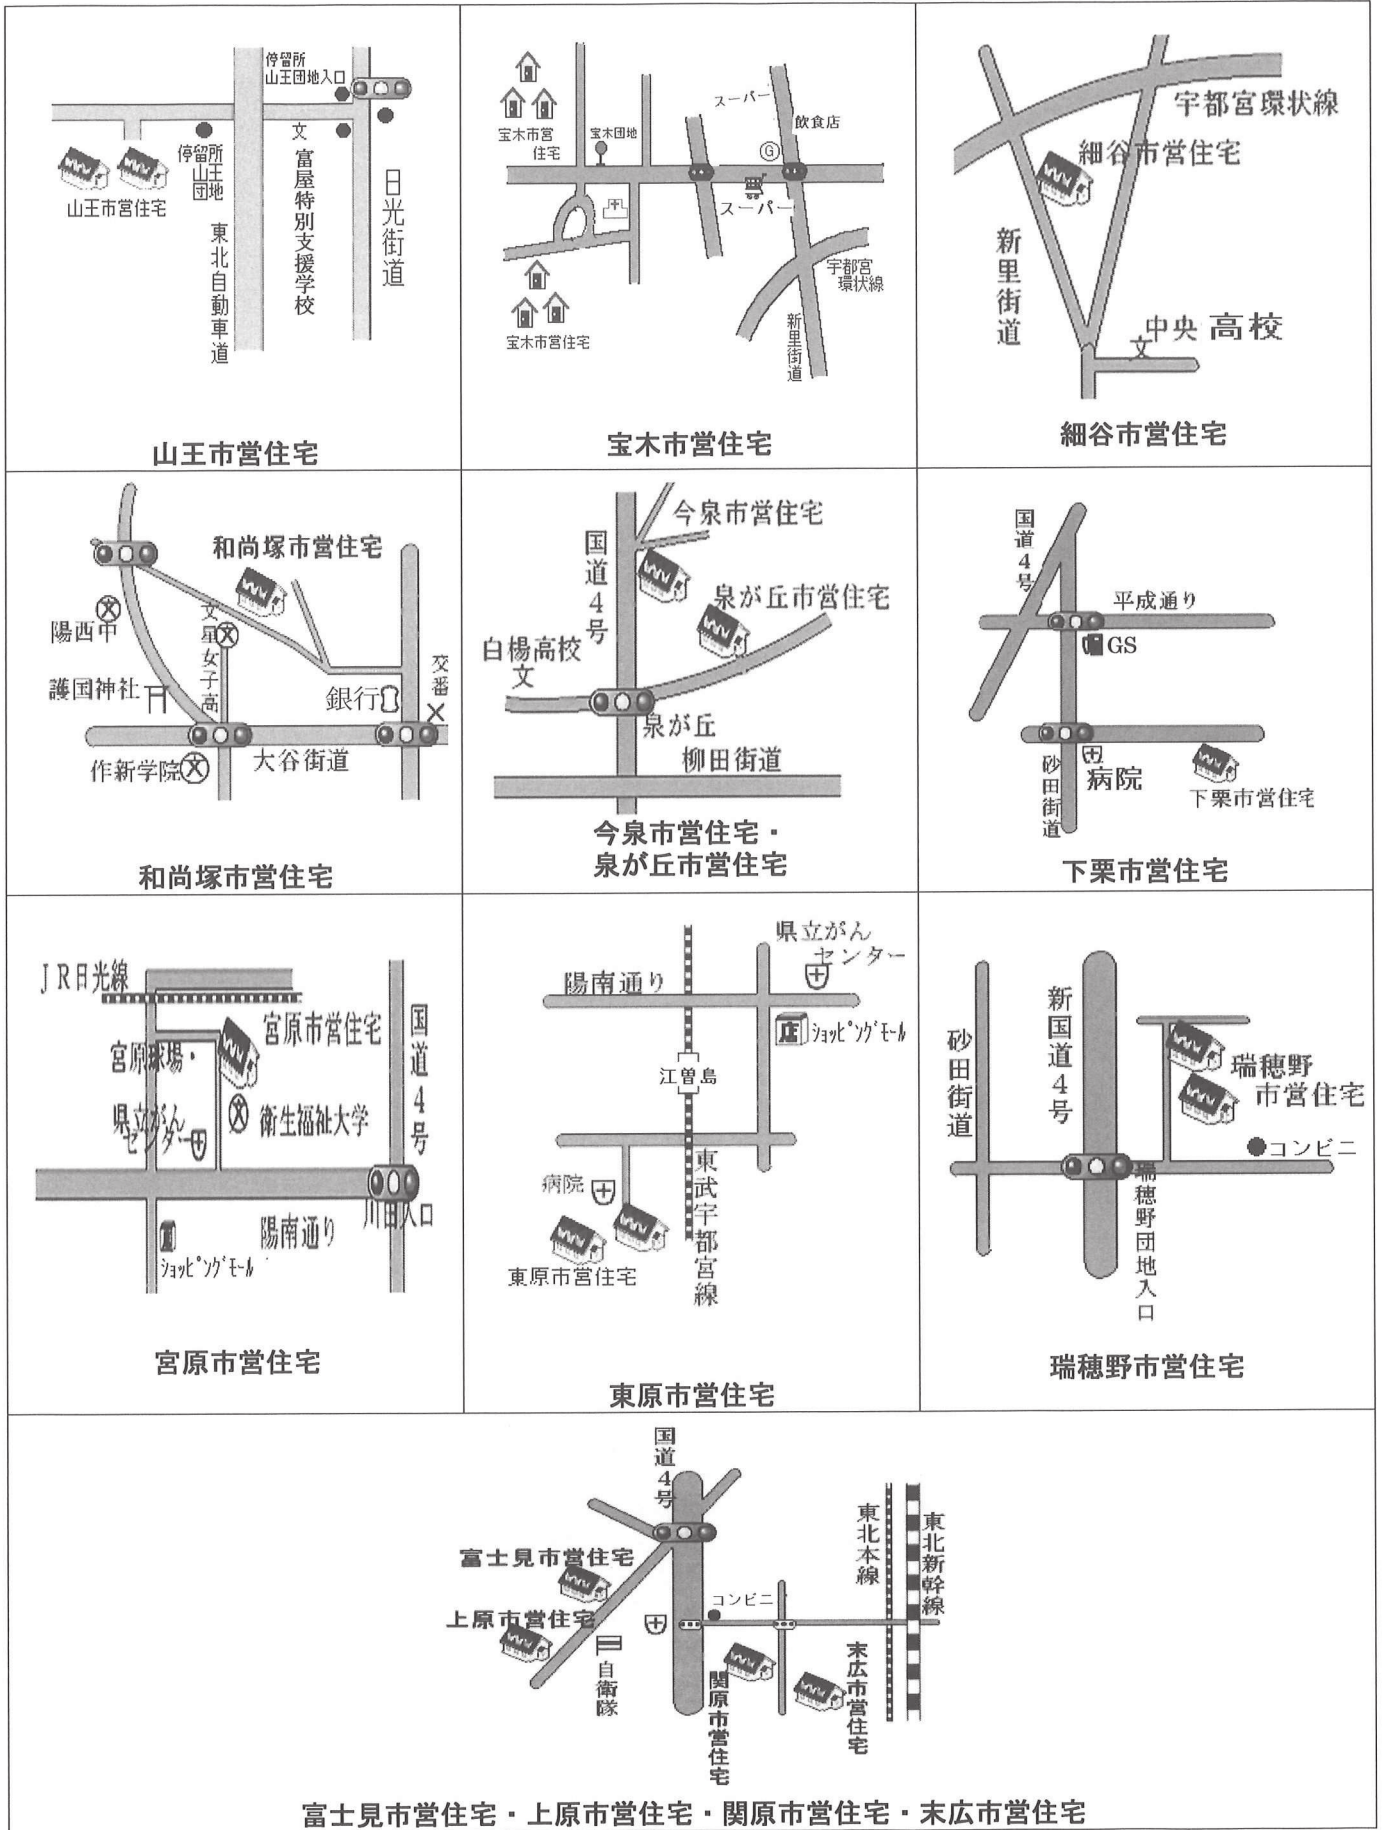 停留所
山王団地入口
文
停留所
山王団地
富屋特別支援学校
日光街道
山王市営住宅
東北自動車道
山王市営住宅
スーパー
飲食店
宝木市営
住宅
宝木団地
G
スーパー
宇都宮
環状線
新里街道
宝木市営住宅
宝木市営住宅
宇都宮環状線
細谷市営住宅
新里街道
中央 高校
文
細谷市営住宅
和尚塚市営住宅
陽西中
文星女子高
護国神社
銀行
交番
作新学院
大谷街道
和尚塚市営住宅
今泉市営住宅
国道4号
泉が丘市営住宅
白楊高校
文
泉が丘
柳田街道
今泉市営住宅・
泉が丘市営住宅
国道4号
平成通り
GS
砂田街道
病院
下栗市営住宅
下栗市営住宅
JR日光線
宮原市営住宅
国道4号
宮原球場・
県立がん
センター
衛生福祉大学
川田入口
陽南通り
ショッピングモール
宮原市営住宅
県立がん
センター
陽南通り
店
ショッピングモール
江曽島
東武宇都宮線
病院
東原市営住宅
東原市営住宅
新国道4号
砂田街道
瑞穂野
市営住宅
コンビニ
瑞穂野団地入口
瑞穂野市営住宅
国道4号
東北本線
東北新幹線
富士見市営住宅
コンビニ
上原市営住宅
自衛隊
関原市営住宅
末広市営住宅
富士見市営住宅・上原市営住宅・関原市営住宅・末広市営住宅